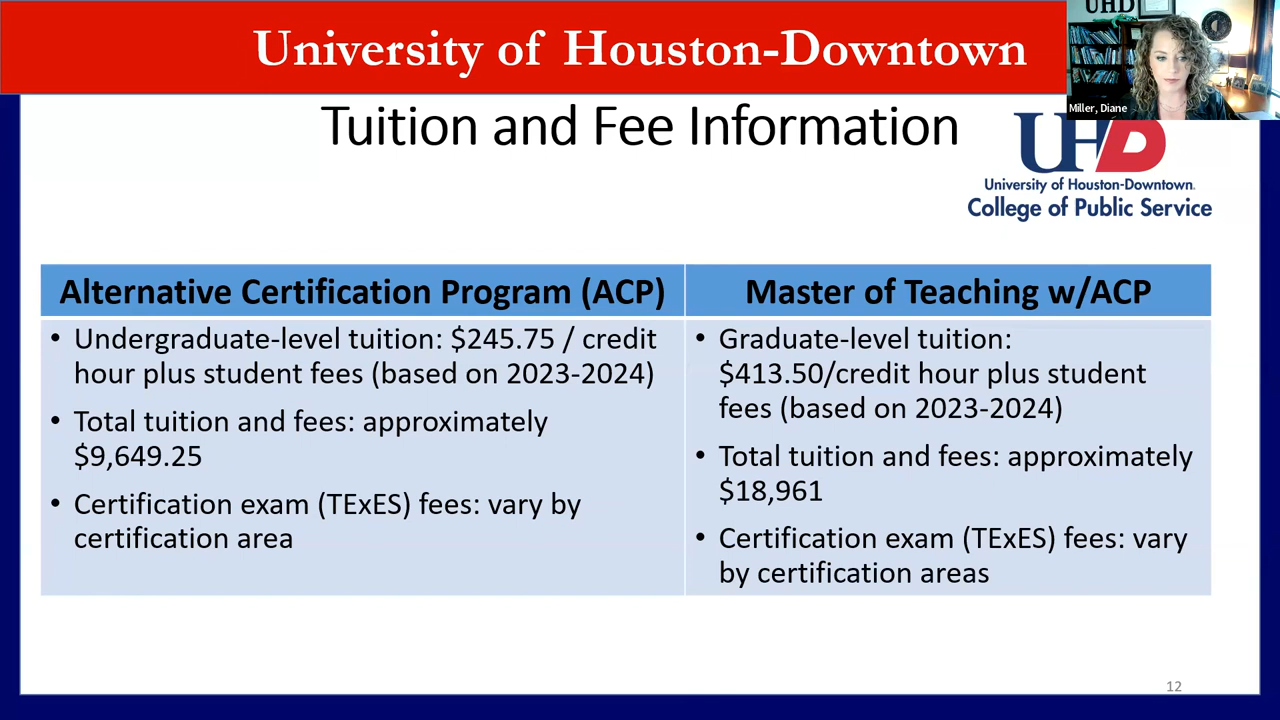 University of Houston-Downtown
UHD
Miller, Diane
Tuition and Fee Information
UHD
University of Houston-Downtown.
College of Public Service
Alternative Certification Program (ACP)
• Undergraduate-level tuition: $245.75 / credit
hour plus student fees (based on 2023-2024)
• Total tuition and fees: approximately
$9,649.25
• Certification exam (TExES) fees: vary by
certification area
Master of Teaching w/ACP
• Graduate-level tuition:
$413.50/credit hour plus student
fees (based on 2023-2024)
• Total tuition and fees: approximately
$18,961
• Certification exam (TExES) fees: vary
by certification areas
12